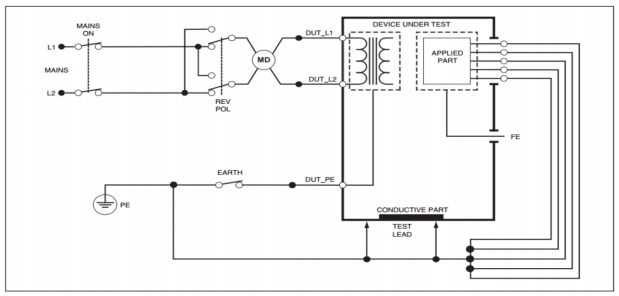 MAINS
ON
L1
MAINS
L2
REV
POL
MD
DUT_L1
DUT_L2
DEVICE UNDER TEST
APPLIED
PART
FE
EARTH
DUT_PE
PE
CONDUCTIVE PART
TEST
LEAD